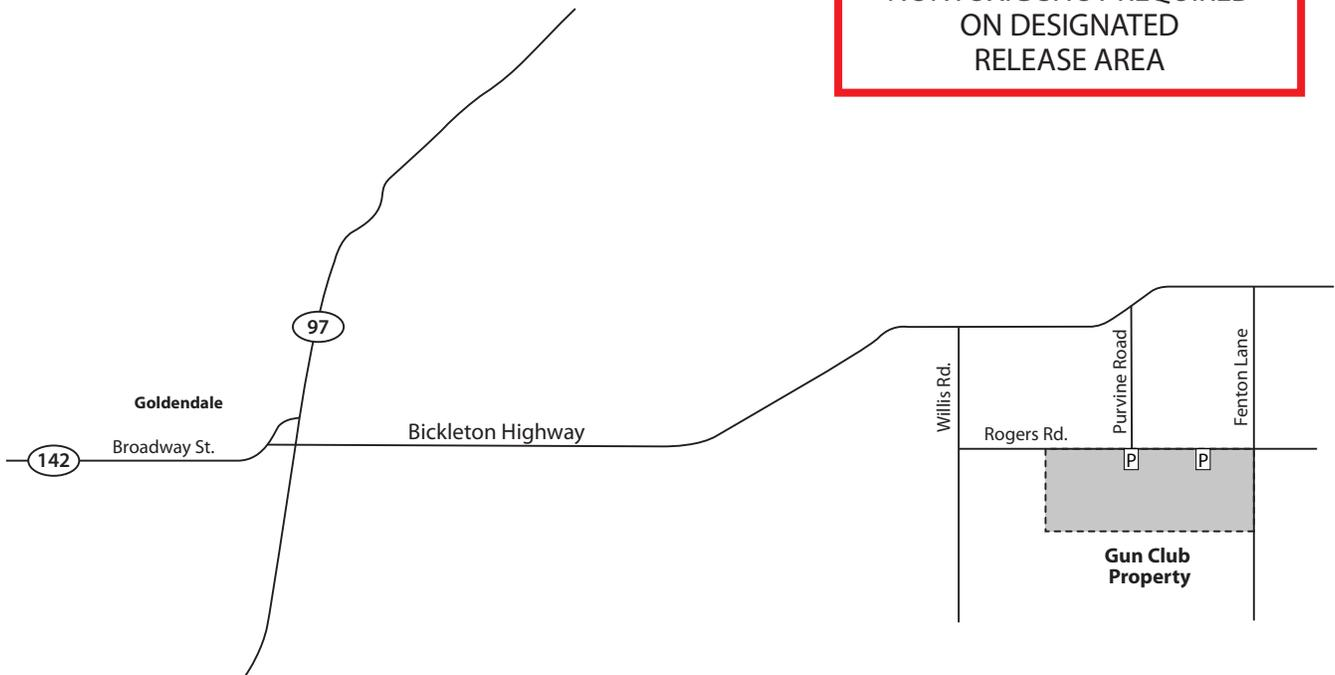 ON DESIGNATED
RELEASE AREA
97
Goldendale
Broadway St.
142
Bickleton Highway
Willis Rd.
Rogers Rd.
Purvine Road
Fenton Lane
P
P
Gun Club
Property